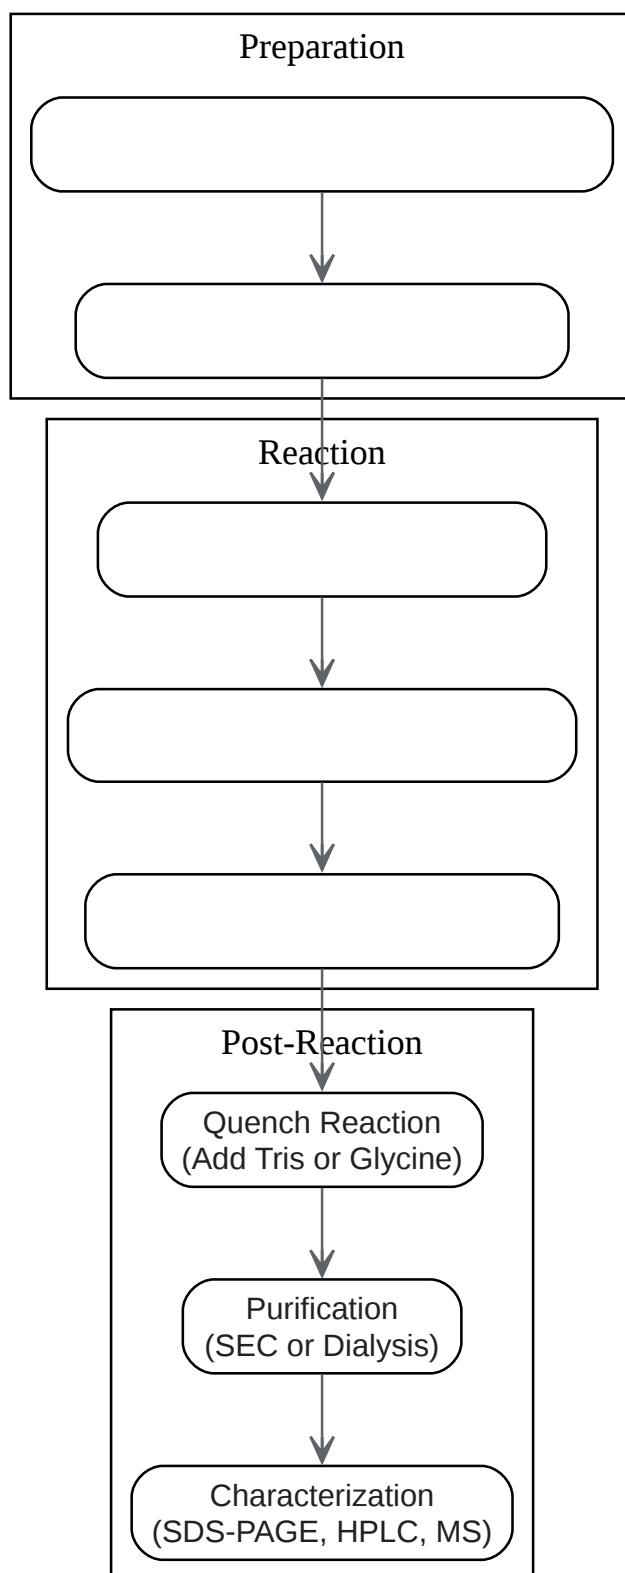 Preparation
Reaction
Post-Reaction
Quench Reaction
(Add Tris or Glycine)
Purification
(SEC or Dialysis)
Characterization
(SDS-PAGE, HPLC, MS)